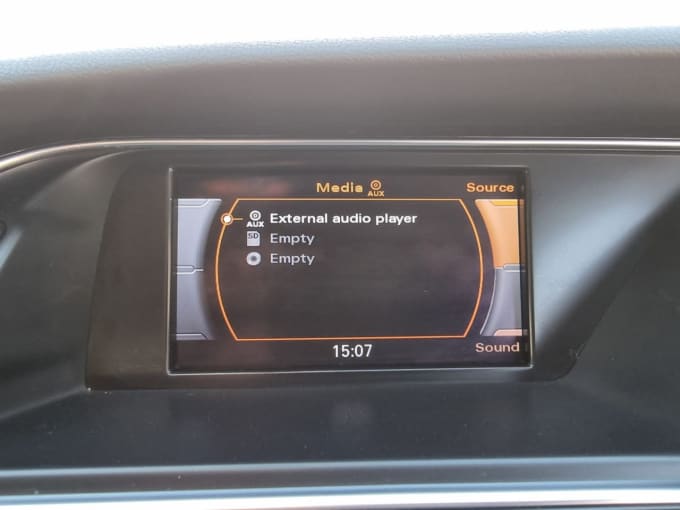 Media AUX
Source
AUX External audio player
SD Empty
Empty
15:07
Sound